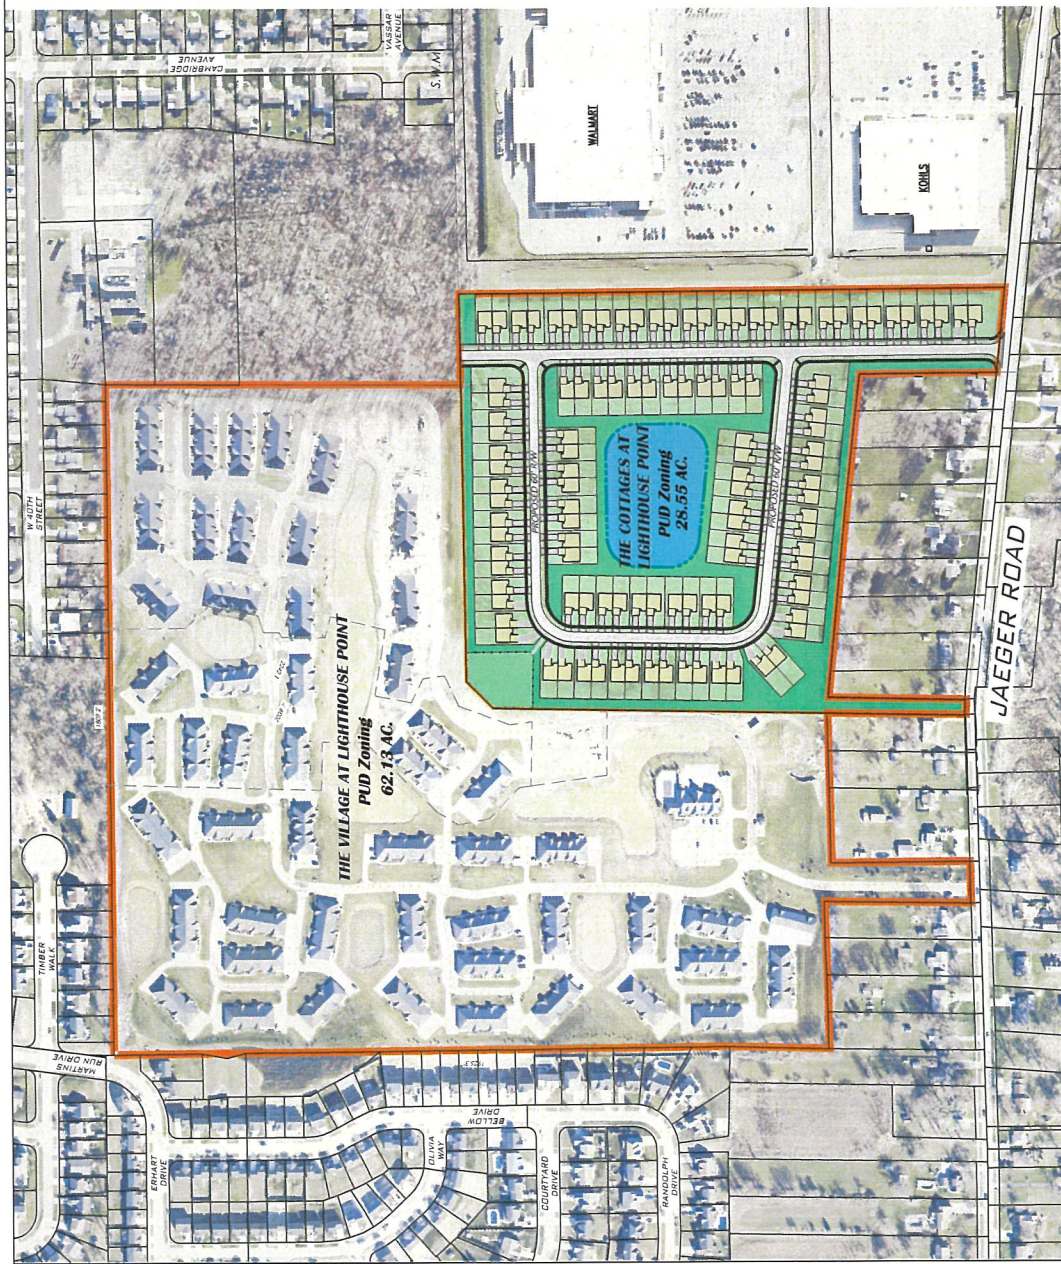 CAMBRIDGE
AVENUE
VASSAR
AVENUE
S.W.M
WALMART
KOHLS
W 40TH
STREET
PROPOSED 60' R/W
THE COTTAGES AT
LIGHTHOUSE POINT
PUD Zoning
28.55 AC.
PROPOSED 60' R/W
JAEGER ROAD
THE VILLAGE AT LIGHTHOUSE POINT
PUD Zoning
62.13 AC.
TIMBER
WALK
MARTINS
RUN DRIVE
ERHART
DRIVE
OLIVIA
WAY
BELLOW
DRIVE
COURTYARD
DRIVE
RANDOLPH
DRIVE